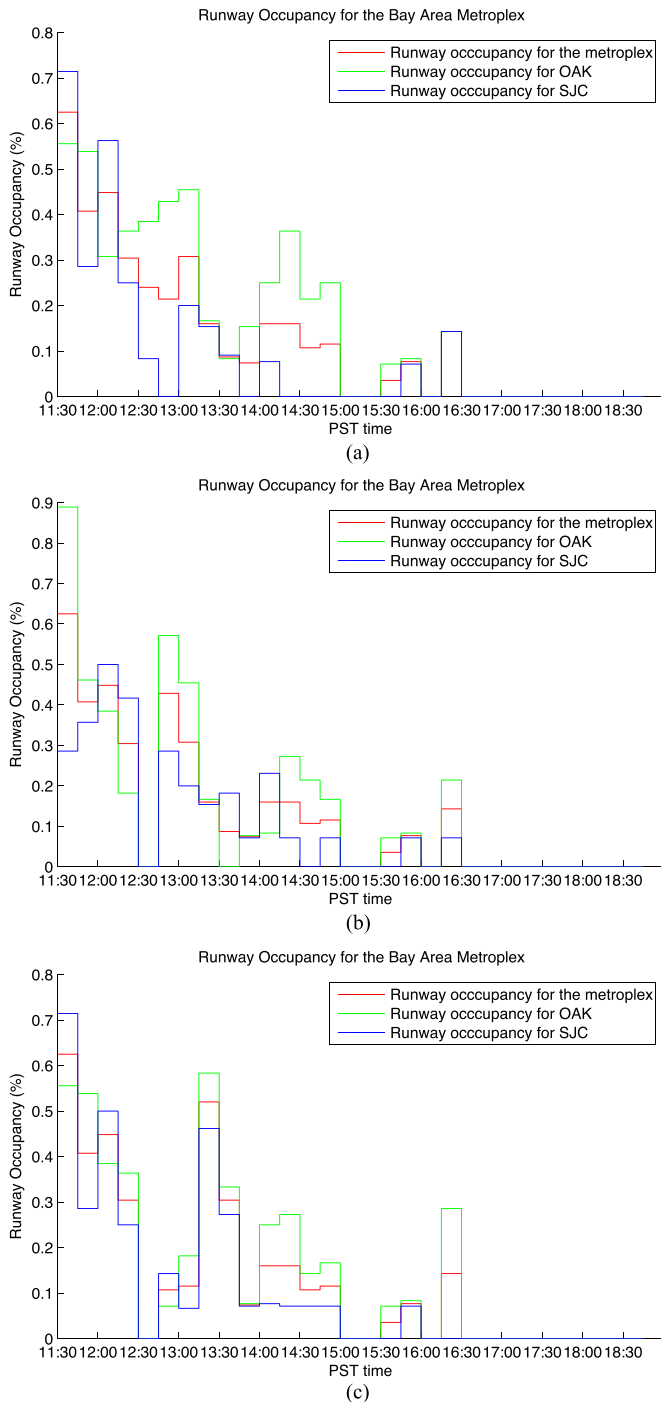 Runway Occupancy for the Bay Area Metroplex
0.8
0.7
0.6
0.5
0.4
0.3
0.2
0.1
0
Runway Occupancy (%)
Runway occcupancy for the metroplex
Runway occcupancy for OAK
Runway occcupancy for SJC
11:30 12:00 12:30 13:00 13:30 14:00 14:30 15:00 15:30 16:00 16:30 17:00 17:30 18:00 18:30
PST time
(a)
Runway Occupancy for the Bay Area Metroplex
0.9
0.8
0.7
0.6
0.5
0.4
0.3
0.2
0.1
0
Runway Occupancy (%)
Runway occcupancy for the metroplex
Runway occcupancy for OAK
Runway occcupancy for SJC
11:30 12:00 12:30 13:00 13:30 14:00 14:30 15:00 15:30 16:00 16:30 17:00 17:30 18:00 18:30
PST time
(b)
Runway Occupancy for the Bay Area Metroplex
0.8
0.7
0.6
0.5
0.4
0.3
0.2
0.1
0
Runway Occupancy (%)
Runway occcupancy for the metroplex
Runway occcupancy for OAK
Runway occcupancy for SJC
11:30 12:00 12:30 13:00 13:30 14:00 14:30 15:00 15:30 16:00 16:30 17:00 17:30 18:00 18:30
PST time
(c)